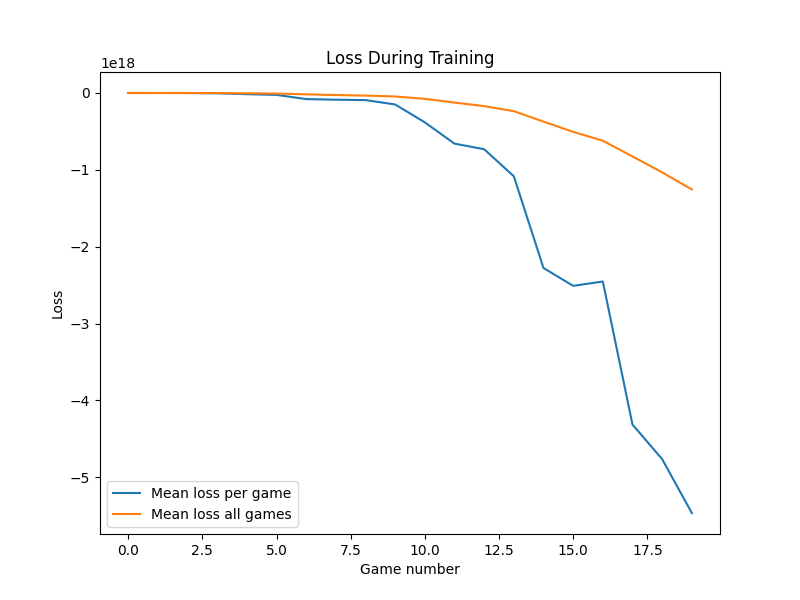 Loss During Training
1e18
0
−1
−2
−3
−4
−5
Loss
Mean loss per game
Mean loss all games
0.0 2.5 5.0 7.5 10.0 12.5 15.0 17.5
Game number